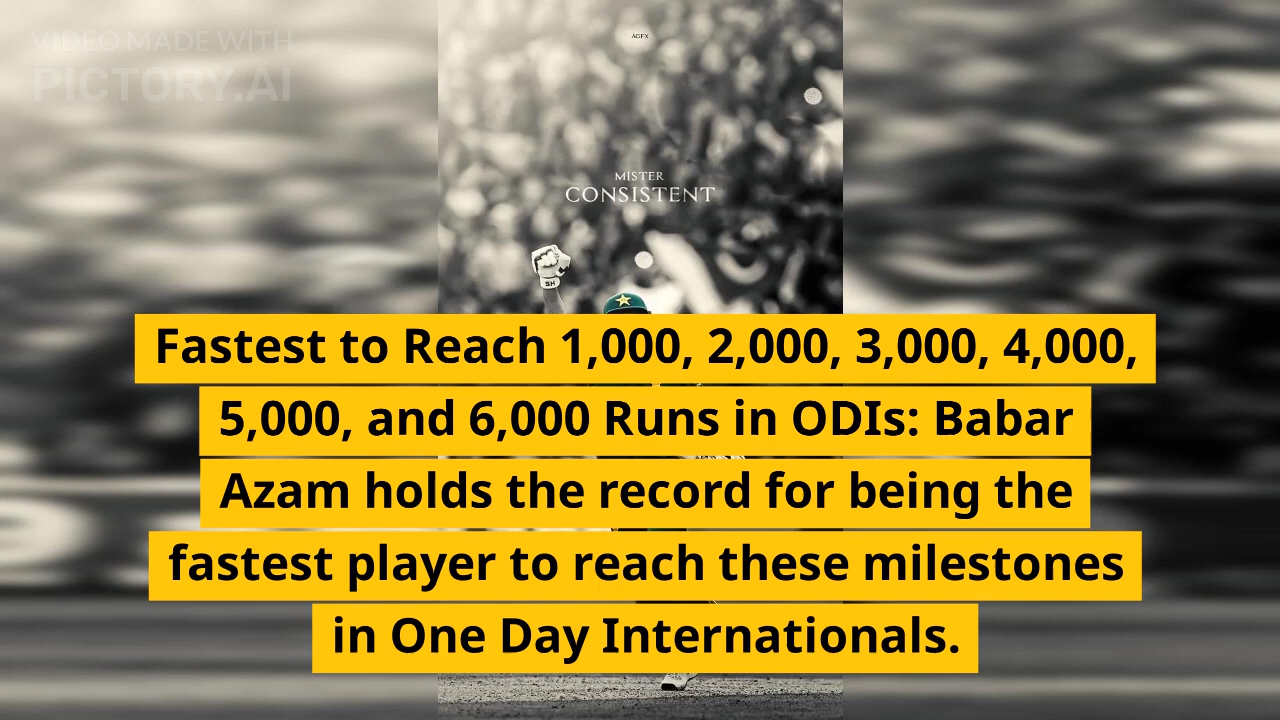 VIDEO MADE WITH
PICTORY.AI
AGFX
MISTER
CONSISTENT
SH
Fastest to Reach 1,000, 2,000, 3,000, 4,000,
5,000, and 6,000 Runs in ODIs: Babar
Azam holds the record for being the
fastest player to reach these milestones
in One Day Internationals.